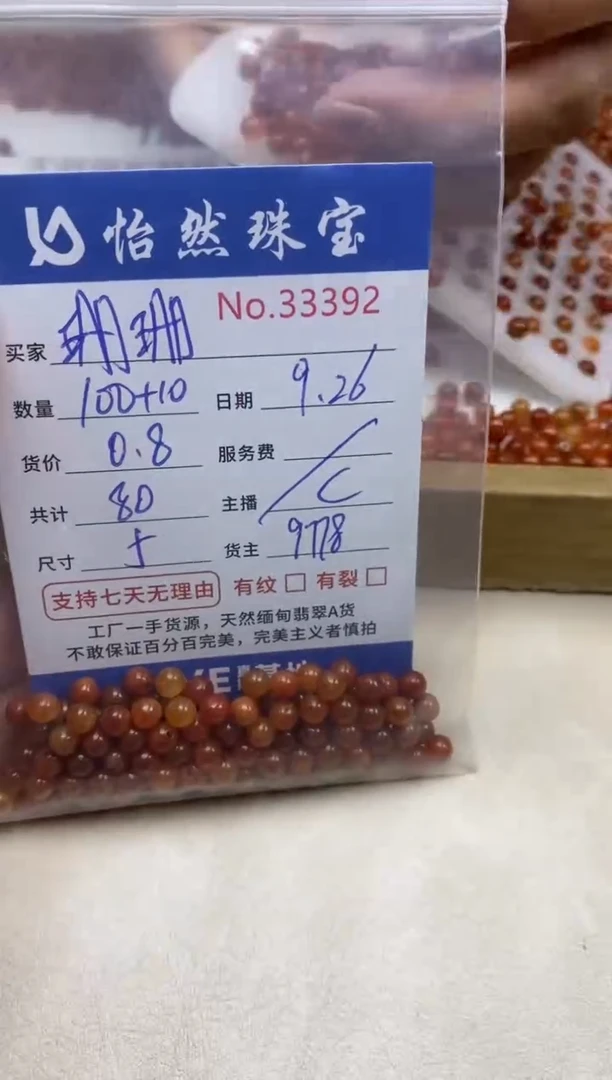 怡然珠宝
No.33392
买家 珊珊
数量 100+10 日期 9.26
货价 0.8 服务费 /
共计 80 主播 C
尺寸 5 货主 9778
支持七天无理由 有纹 □ 有裂 □
工厂一手货源，天然缅甸翡翠A货
不敢保证百分百完美，完美主义者慎拍